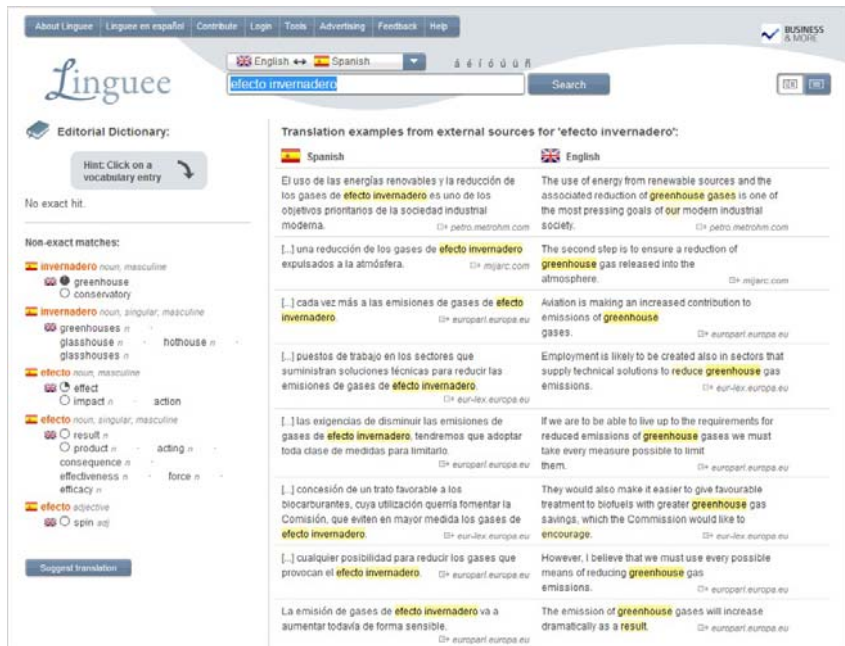 About Linguee Linguee en español Contribute Login Tools Advertising Feedback Help
BUSINESS
& MORE
Linguee
English ↔ Spanish
á é í ó ú ü ñ
efecto invernadero
Search
Editorial Dictionary:
Hint: Click on a
vocabulary entry
No exact hit.
Non-exact matches:
invernadero noun, masculine
greenhouse
conservatory
invernadero noun, singular, masculine
greenhouses n ·
glasshouse n · hothouse n ·
glasshouses n
efecto noun, masculine
effect
impact n · action
efecto noun, singular, masculine
result n
product n · acting n ·
consequence n ·
effectiveness n · force n ·
efficacy n
efecto adjective
spin adj
Suggest translation
Translation examples from external sources for 'efecto invernadero':
Spanish
English
El uso de las energías renovables y la reducción de
los gases de efecto invernadero es uno de los
objetivos prioritarios de la sociedad industrial
moderna.
petro.metrohm.com
The use of energy from renewable sources and the
associated reduction of greenhouse gases is one of
the most pressing goals of our modern industrial
society.
petro.metrohm.com
[...] una reducción de los gases de efecto invernadero
expulsados a la atmósfera.
mijarc.com
The second step is to ensure a reduction of
greenhouse gas released into the
atmosphere.
mijarc.com
[...] cada vez más a las emisiones de gases de efecto
invernadero.
europarl.europa.eu
Aviation is making an increased contribution to
emissions of greenhouse
gases.
europarl.europa.eu
[...] puestos de trabajo en los sectores que
suministran soluciones técnicas para reducir las
emisiones de gases de efecto invernadero.
eur-lex.europa.eu
Employment is likely to be created also in sectors that
supply technical solutions to reduce greenhouse gas
emissions.
eur-lex.europa.eu
[...] las exigencias de disminuir las emisiones de
gases de efecto invernadero, tendremos que adoptar
toda clase de medidas para limitarlo.
europarl.europa.eu
If we are to be able to live up to the requirements for
reduced emissions of greenhouse gases we must
take every measure possible to limit
them.
europarl.europa.eu
[...] concesión de un trato favorable a los
biocarburantes, cuya utilización querría fomentar la
Comisión, que eviten en mayor medida los gases de
efecto invernadero.
eur-lex.europa.eu
They would also make it easier to give favourable
treatment to biofuels with greater greenhouse gas
savings, which the Commission would like to
encourage.
eur-lex.europa.eu
[...] cualquier posibilidad para reducir los gases que
provocan el efecto invernadero.
europarl.europa.eu
However, I believe that we must use every possible
means of reducing greenhouse gas
emissions.
europarl.europa.eu
La emisión de gases de efecto invernadero va a
aumentar todavía de forma sensible.
europarl.europa.eu
The emission of greenhouse gases will increase
dramatically as a result.
europarl.europa.eu